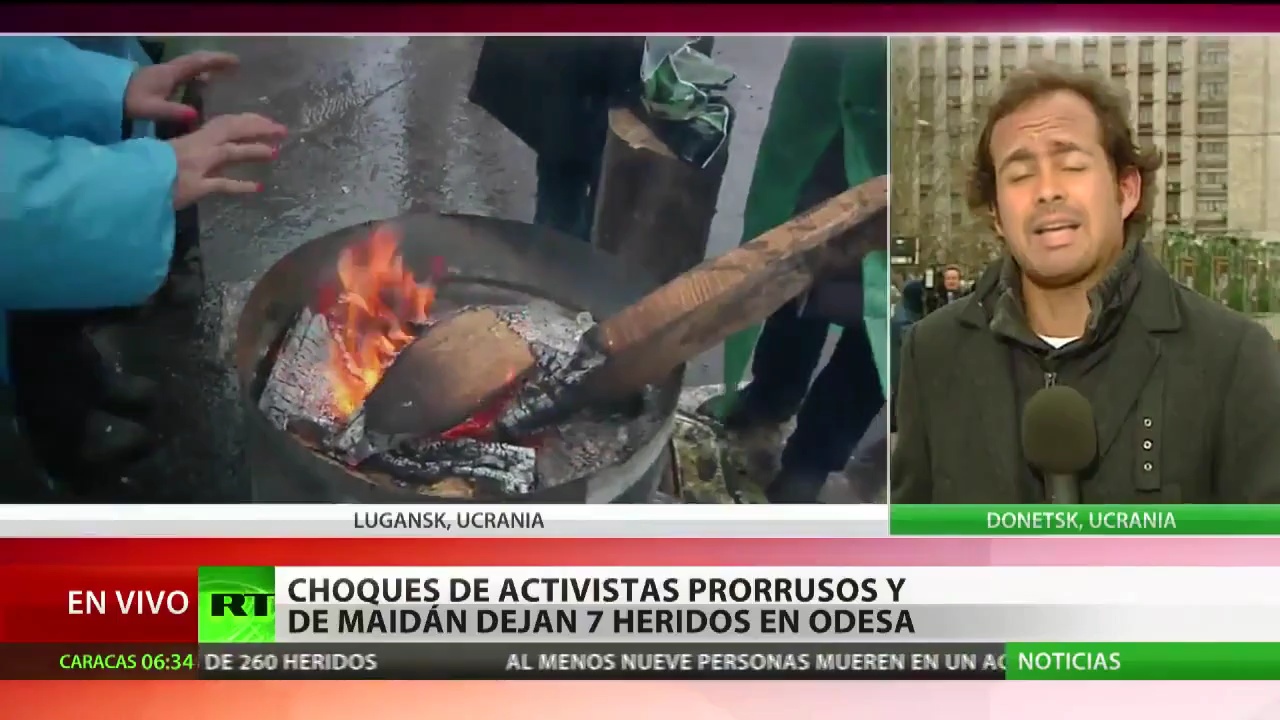 LUGANSK, UCRANIA
DONETSK, UCRANIA
EN VIVO
RT
CHOQUES DE ACTIVISTAS PRORRUSOS Y
DE MAIDÁN DEJAN 7 HERIDOS EN ODESA
CARACAS 06:34
DE 260 HERIDOS AL MENOS NUEVE PERSONAS MUEREN EN UN
NOTICIAS